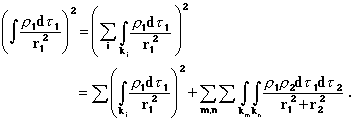 (∫ ρ₁dτ₁/r₁²)² = (∑ᵢ ∫_{kᵢ} ρ₁dτ₁/r₁²)²
= ∑ (∫_{kᵢ} ρ₁dτ₁/r₁²)² + ∑_{m,n} ∑ ∫_{kₘ} ∫_{kₙ} ρ₁ρ₂dτ₁dτ₂/r₁²+r₂² .